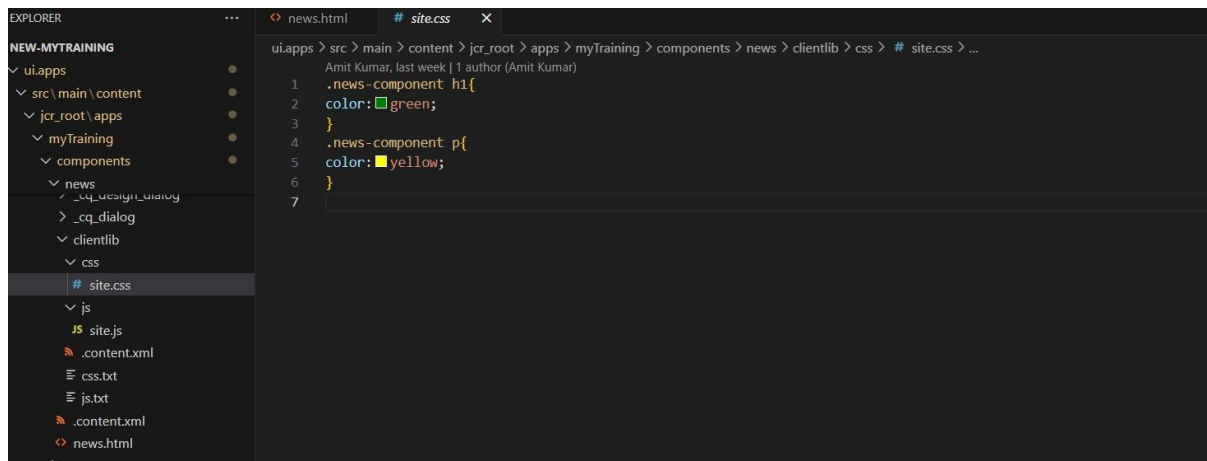 EXPLORER
···
NEW-MYTRAINING
ui.apps
src\main\content
jcr_root\apps
myTraining
components
news
_cq_design_dialog
_cq_dialog
clientlib
css
# site.css
js
JS site.js
.content.xml
css.txt
js.txt
.content.xml
<> news.html
<> news.html # site.css ×
ui.apps > src > main > content > jcr_root > apps > myTraining > components > news > clientlib > css > # site.css > ...
Amit Kumar, last week | 1 author (Amit Kumar)
1 .news-component h1{
2 color:green;
3 }
4 .news-component p{
5 color:yellow;
6 }
7